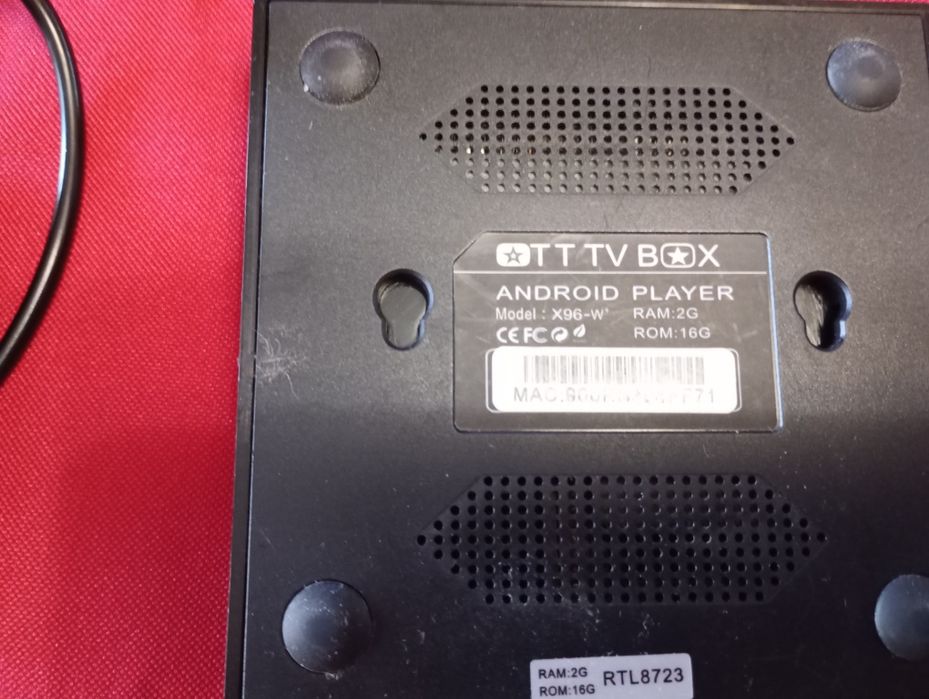 OTT TV BOX
ANDROID PLAYER
Model : X96-W'
RAM:2G
CE FC
ROM:16G
RAM:2G
ROM:16G
RTL8723